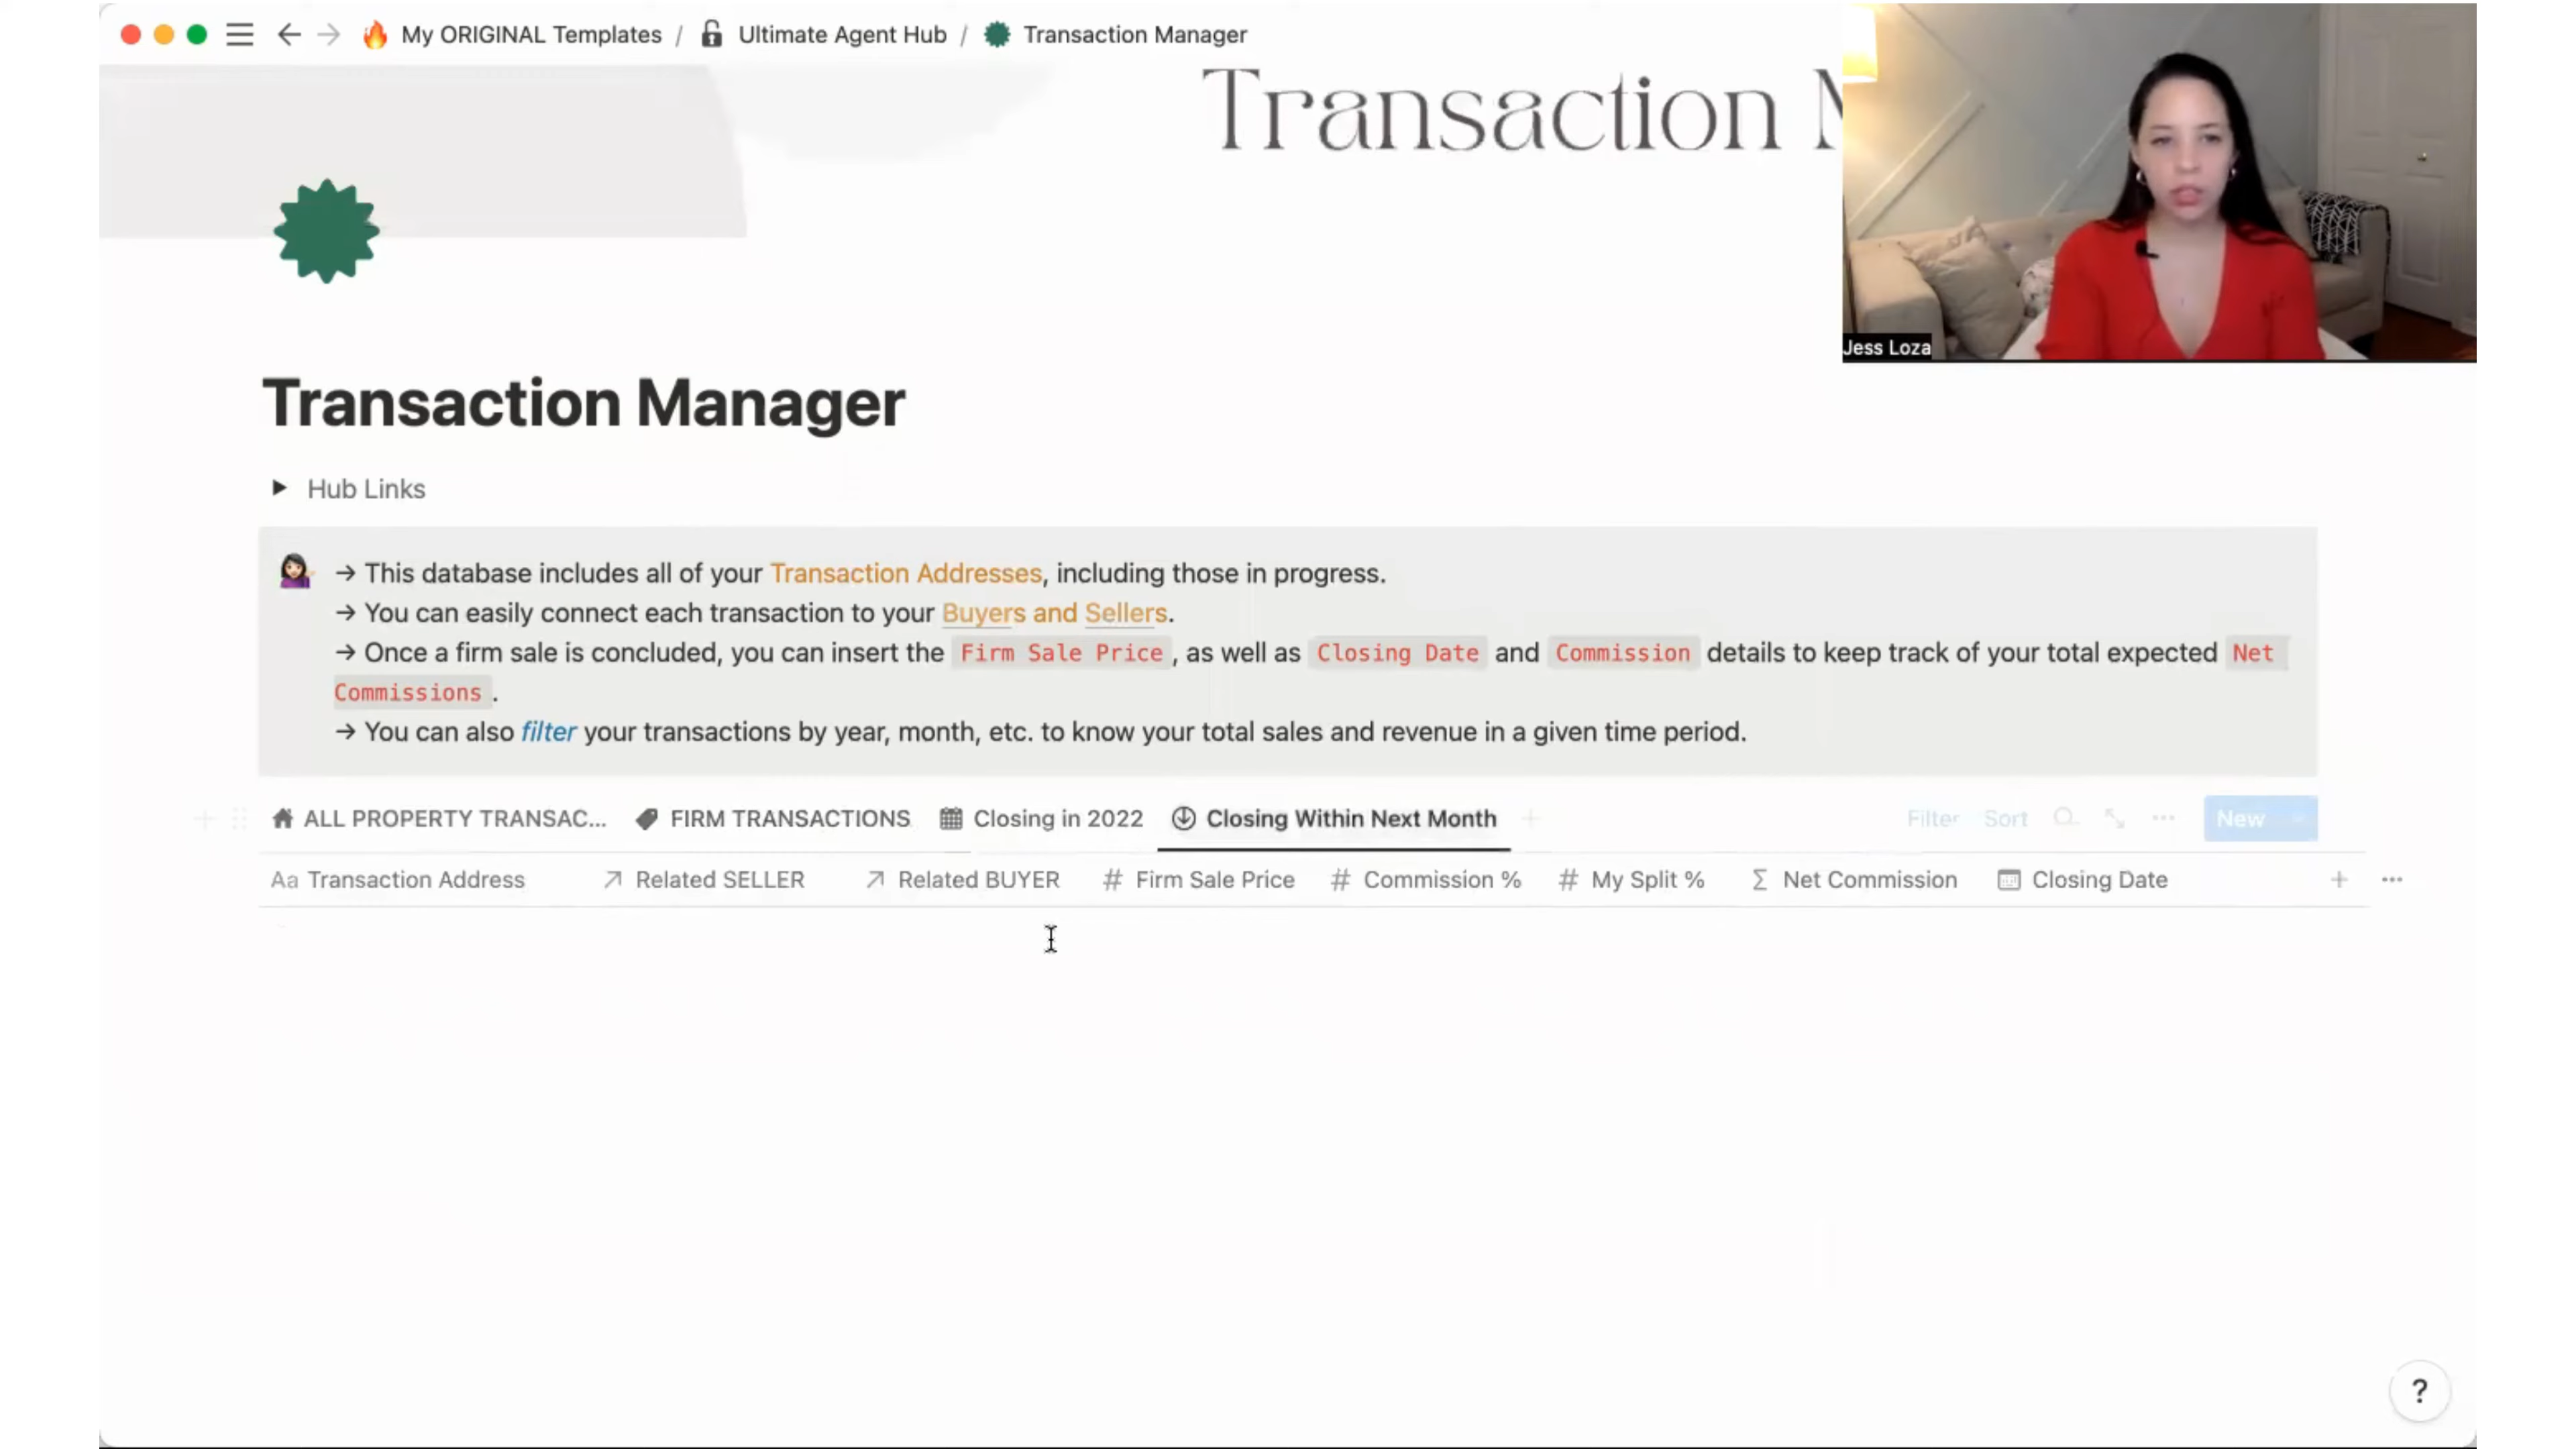 My ORIGINAL Templates / Ultimate Agent Hub / Transaction Manager
Transaction M
Jess Loza
Transaction Manager
Hub Links
→ This database includes all of your Transaction Addresses, including those in progress.
→ You can easily connect each transaction to your Buyers and Sellers.
→ Once a firm sale is concluded, you can insert the Firm Sale Price , as well as Closing Date and Commission details to keep track of your total expected Net
Commissions .
→ You can also filter your transactions by year, month, etc. to know your total sales and revenue in a given time period.
ALL PROPERTY TRANSAC... FIRM TRANSACTIONS Closing in 2022 Closing Within Next Month Filter Sort New
Aa Transaction Address Related SELLER Related BUYER # Firm Sale Price # Commission % # My Split % Σ Net Commission Closing Date
?